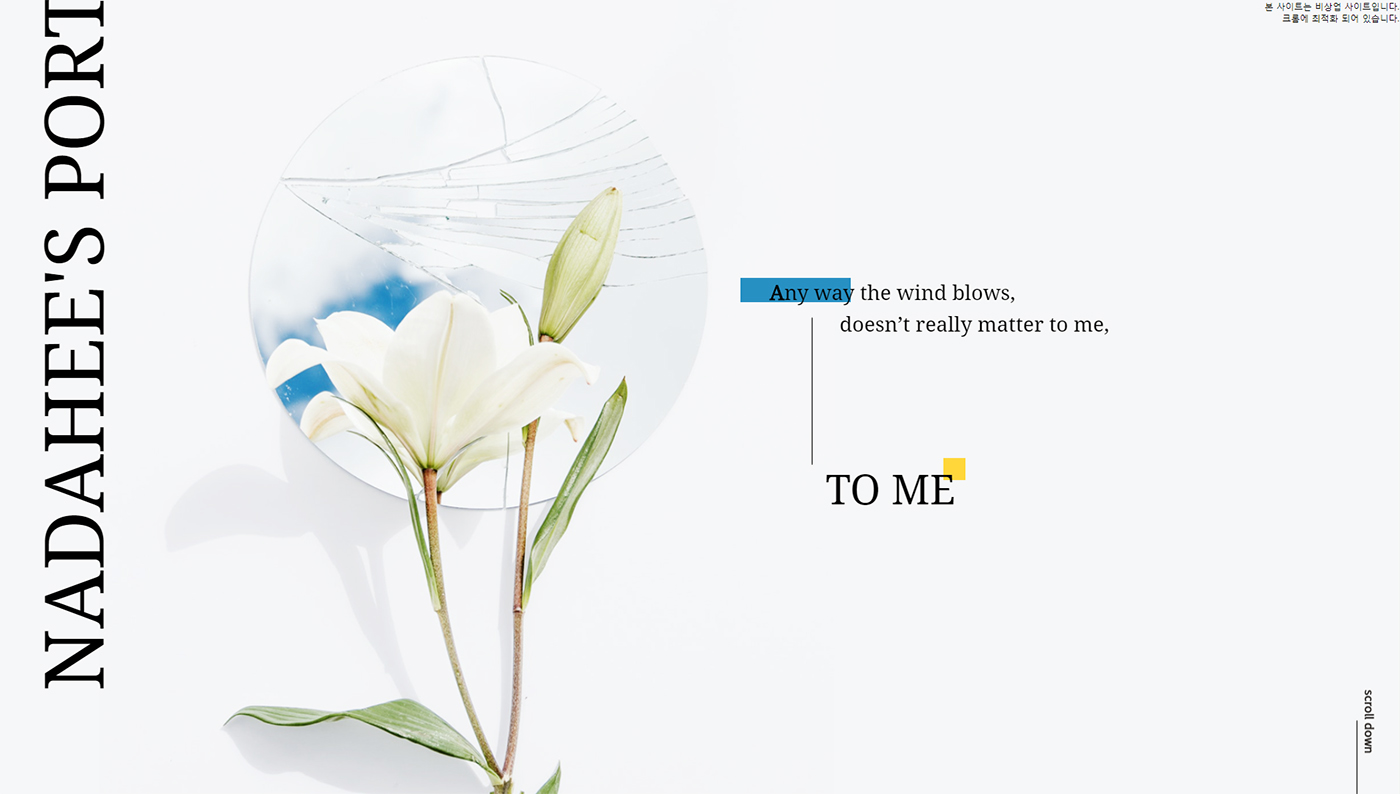 본 사이트는 비상업 사이트입니다.
크롬에 최적화 되어 있습니다.
NADAHEE'S PORT
Any way the wind blows,
doesn’t really matter to me,
TO ME
scroll down